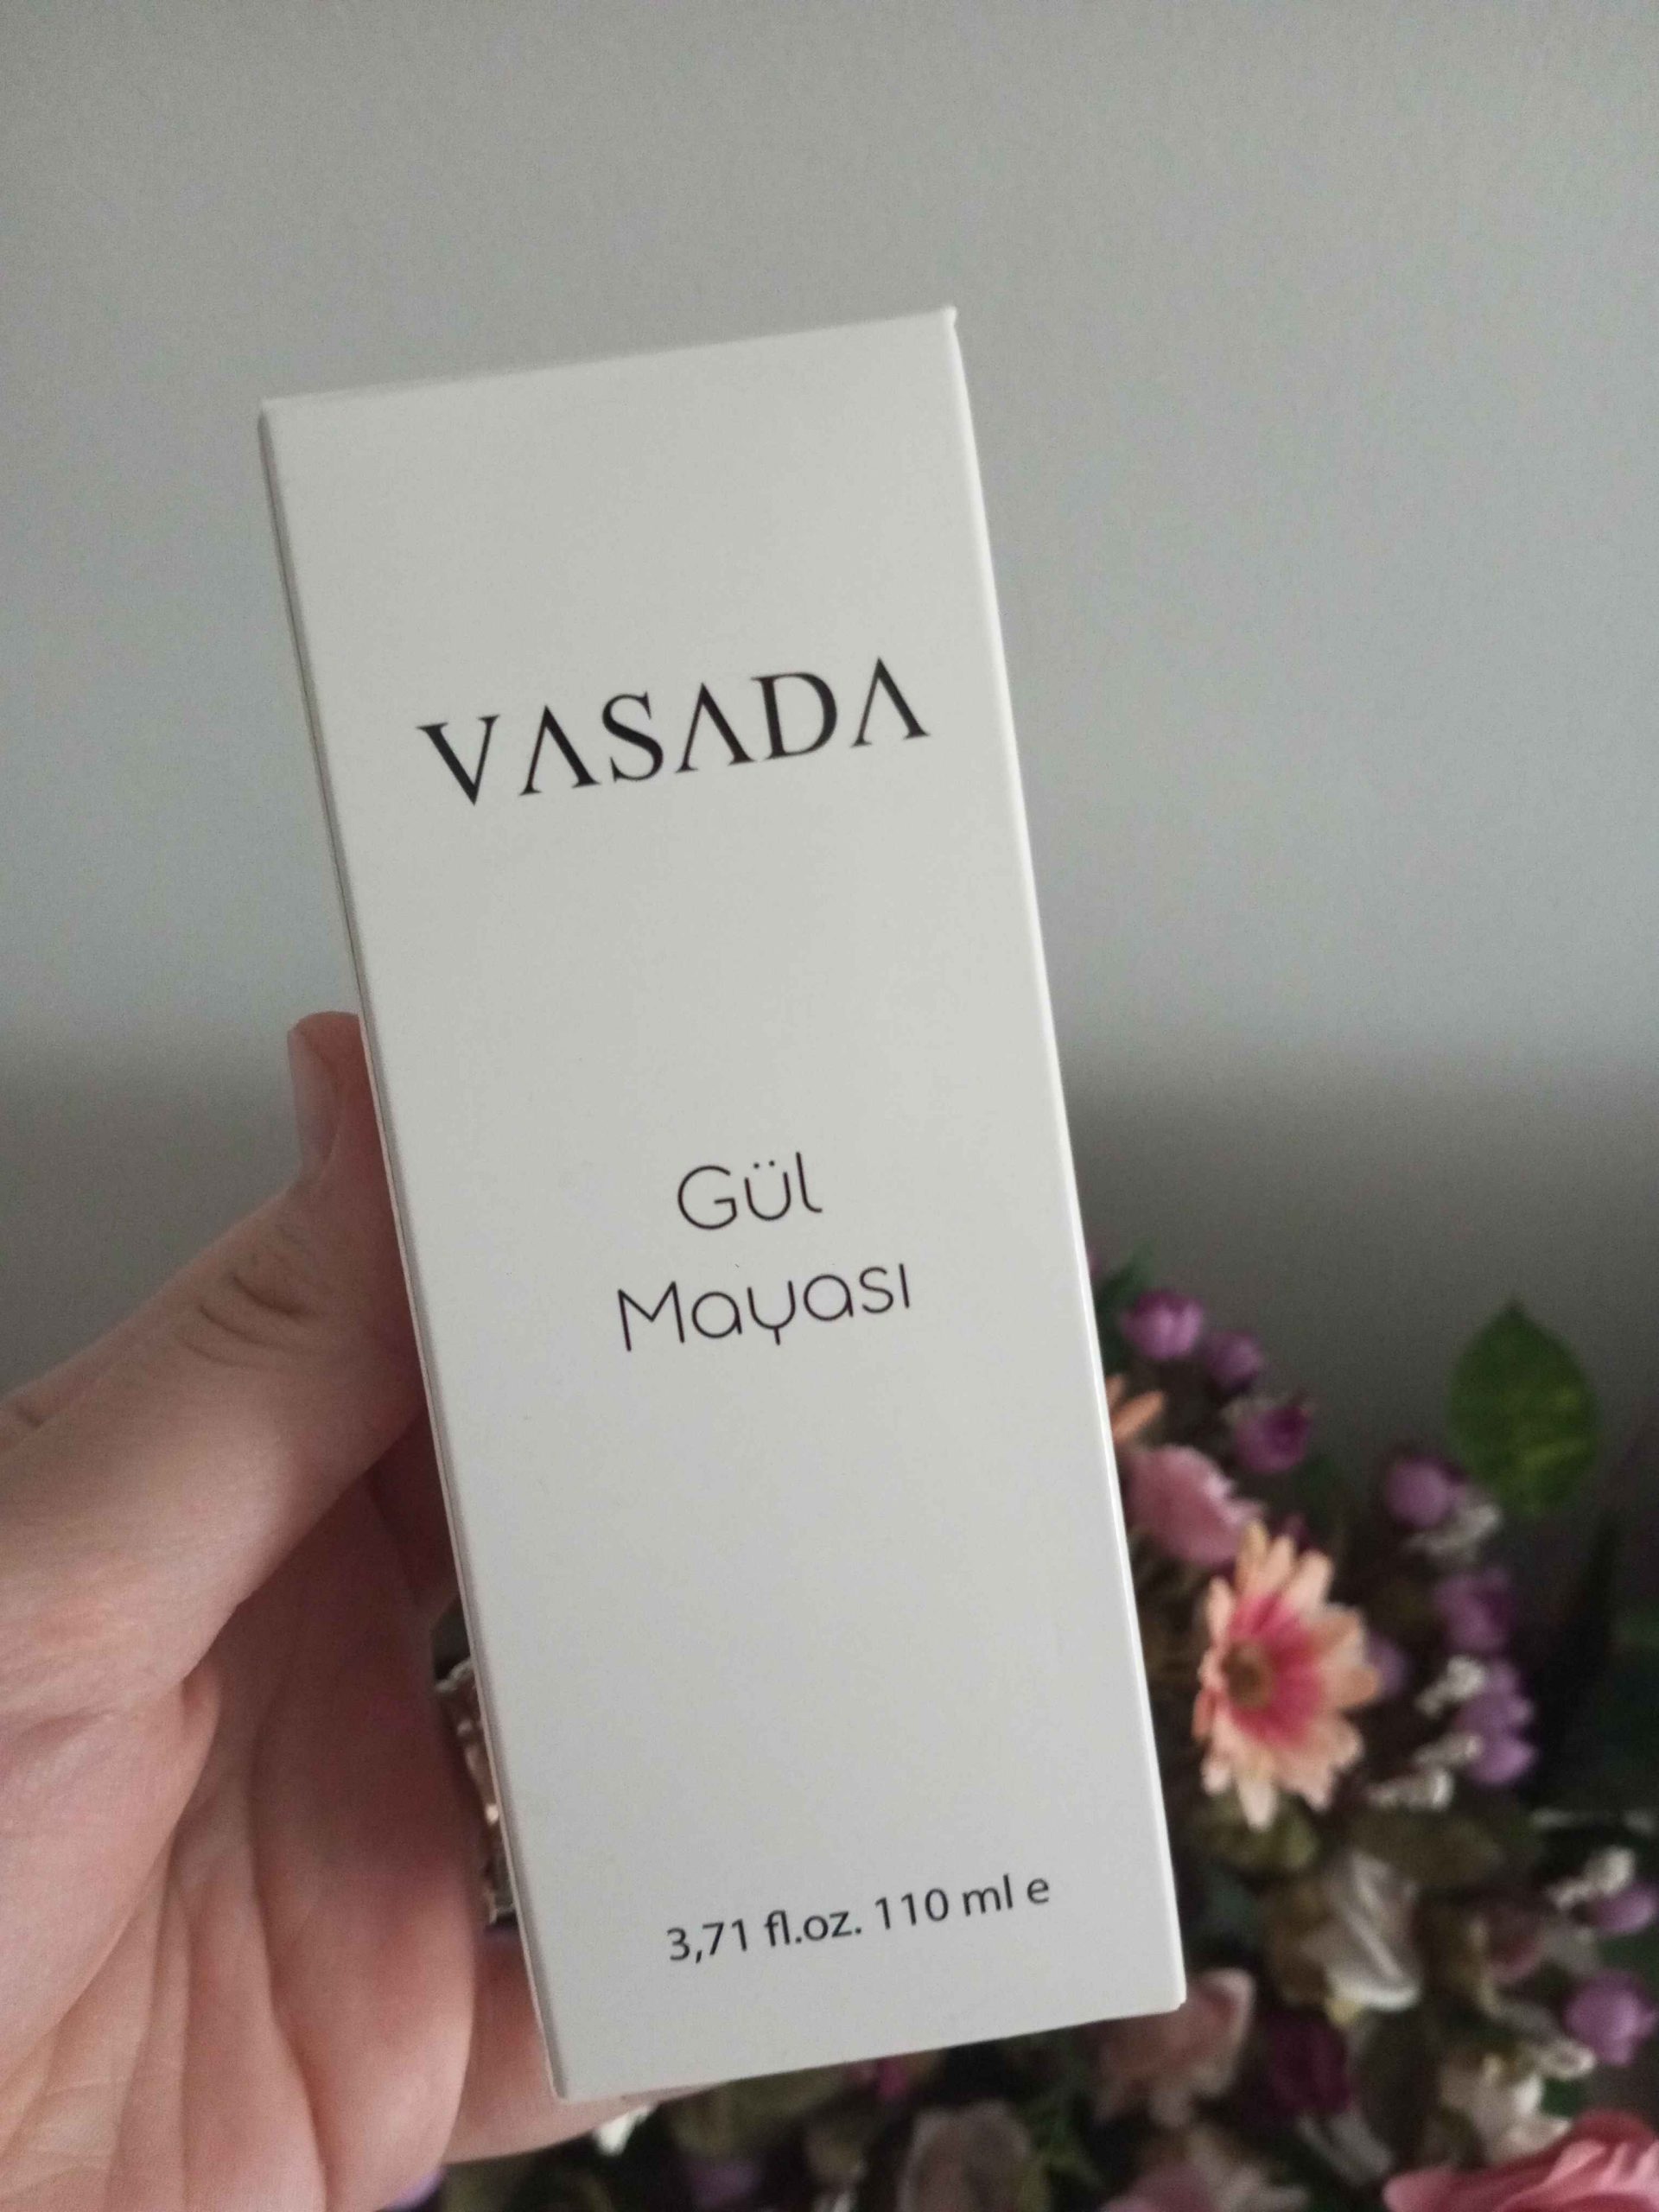 VASADA
Gül
Mayası
3,71 fl.oz. 110 ml e